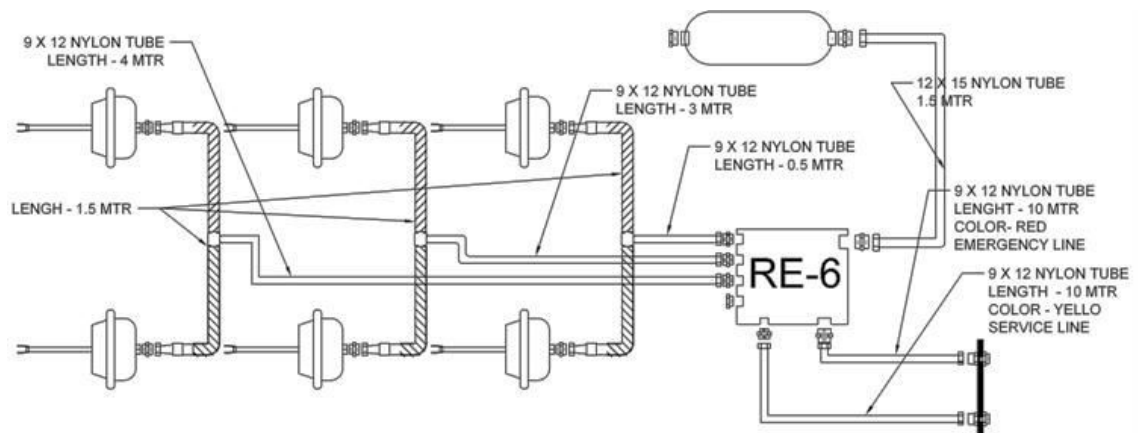 9 X 12 NYLON TUBE
LENGTH - 4 MTR
9 X 12 NYLON TUBE
LENGTH - 3 MTR
12 X 15 NYLON TUBE
1.5 MTR
9 X 12 NYLON TUBE
LENGTH - 0.5 MTR
9 X 12 NYLON TUBE
LENGHT - 10 MTR
COLOR- RED
EMERGENCY LINE
LENGH - 1.5 MTR
RE-6
9 X 12 NYLON TUBE
LENGTH - 10 MTR
COLOR - YELLO
SERVICE LINE